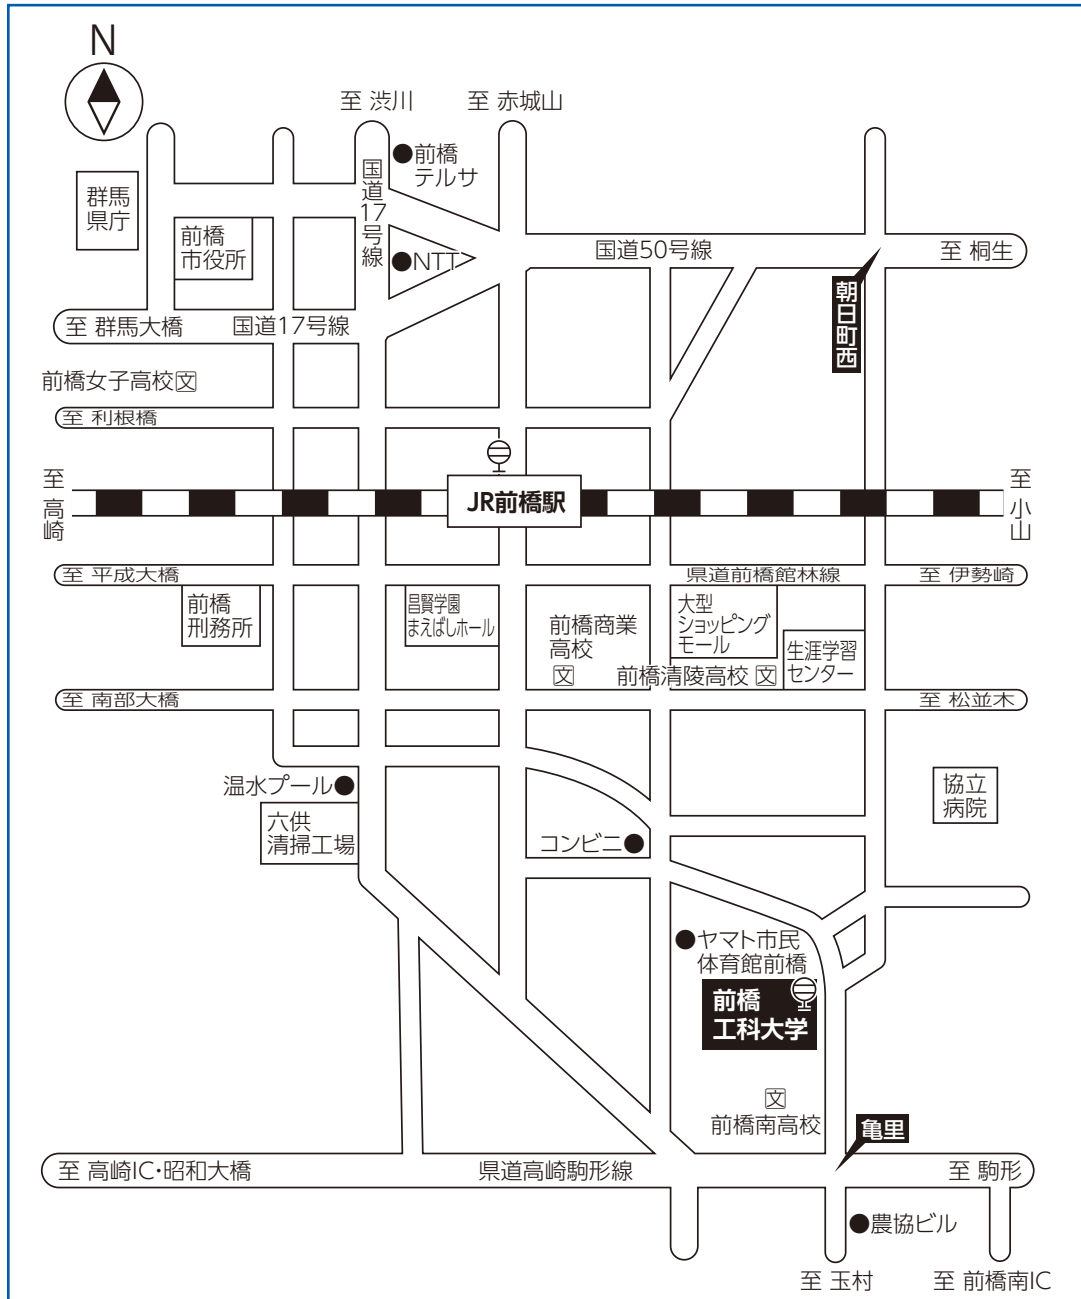 N
至 渋川
至 赤城山
前橋
テルサ
国道17号線
群馬
県庁
前橋
市役所
NTT
国道50号線
至 桐生
朝日町西
至 群馬大橋
国道17号線
前橋女子高校文
至 利根橋
至 高崎
JR前橋駅
至 小山
至 平成大橋
県道前橋館林線
至 伊勢崎
前橋
刑務所
昌賢学園
まえばしホール
前橋商業
高校
文
大型
ショッピング
モール
生涯学習
センター
前橋清陵高校 文
至 南部大橋
至 松並木
温水プール
六供
清掃工場
コンビニ
協立
病院
ヤマト市民
体育館前橋
前橋
工科大学
文
前橋南高校
亀里
至 高崎IC・昭和大橋
県道高崎駒形線
至 駒形
農協ビル
至 玉村
至 前橋南IC